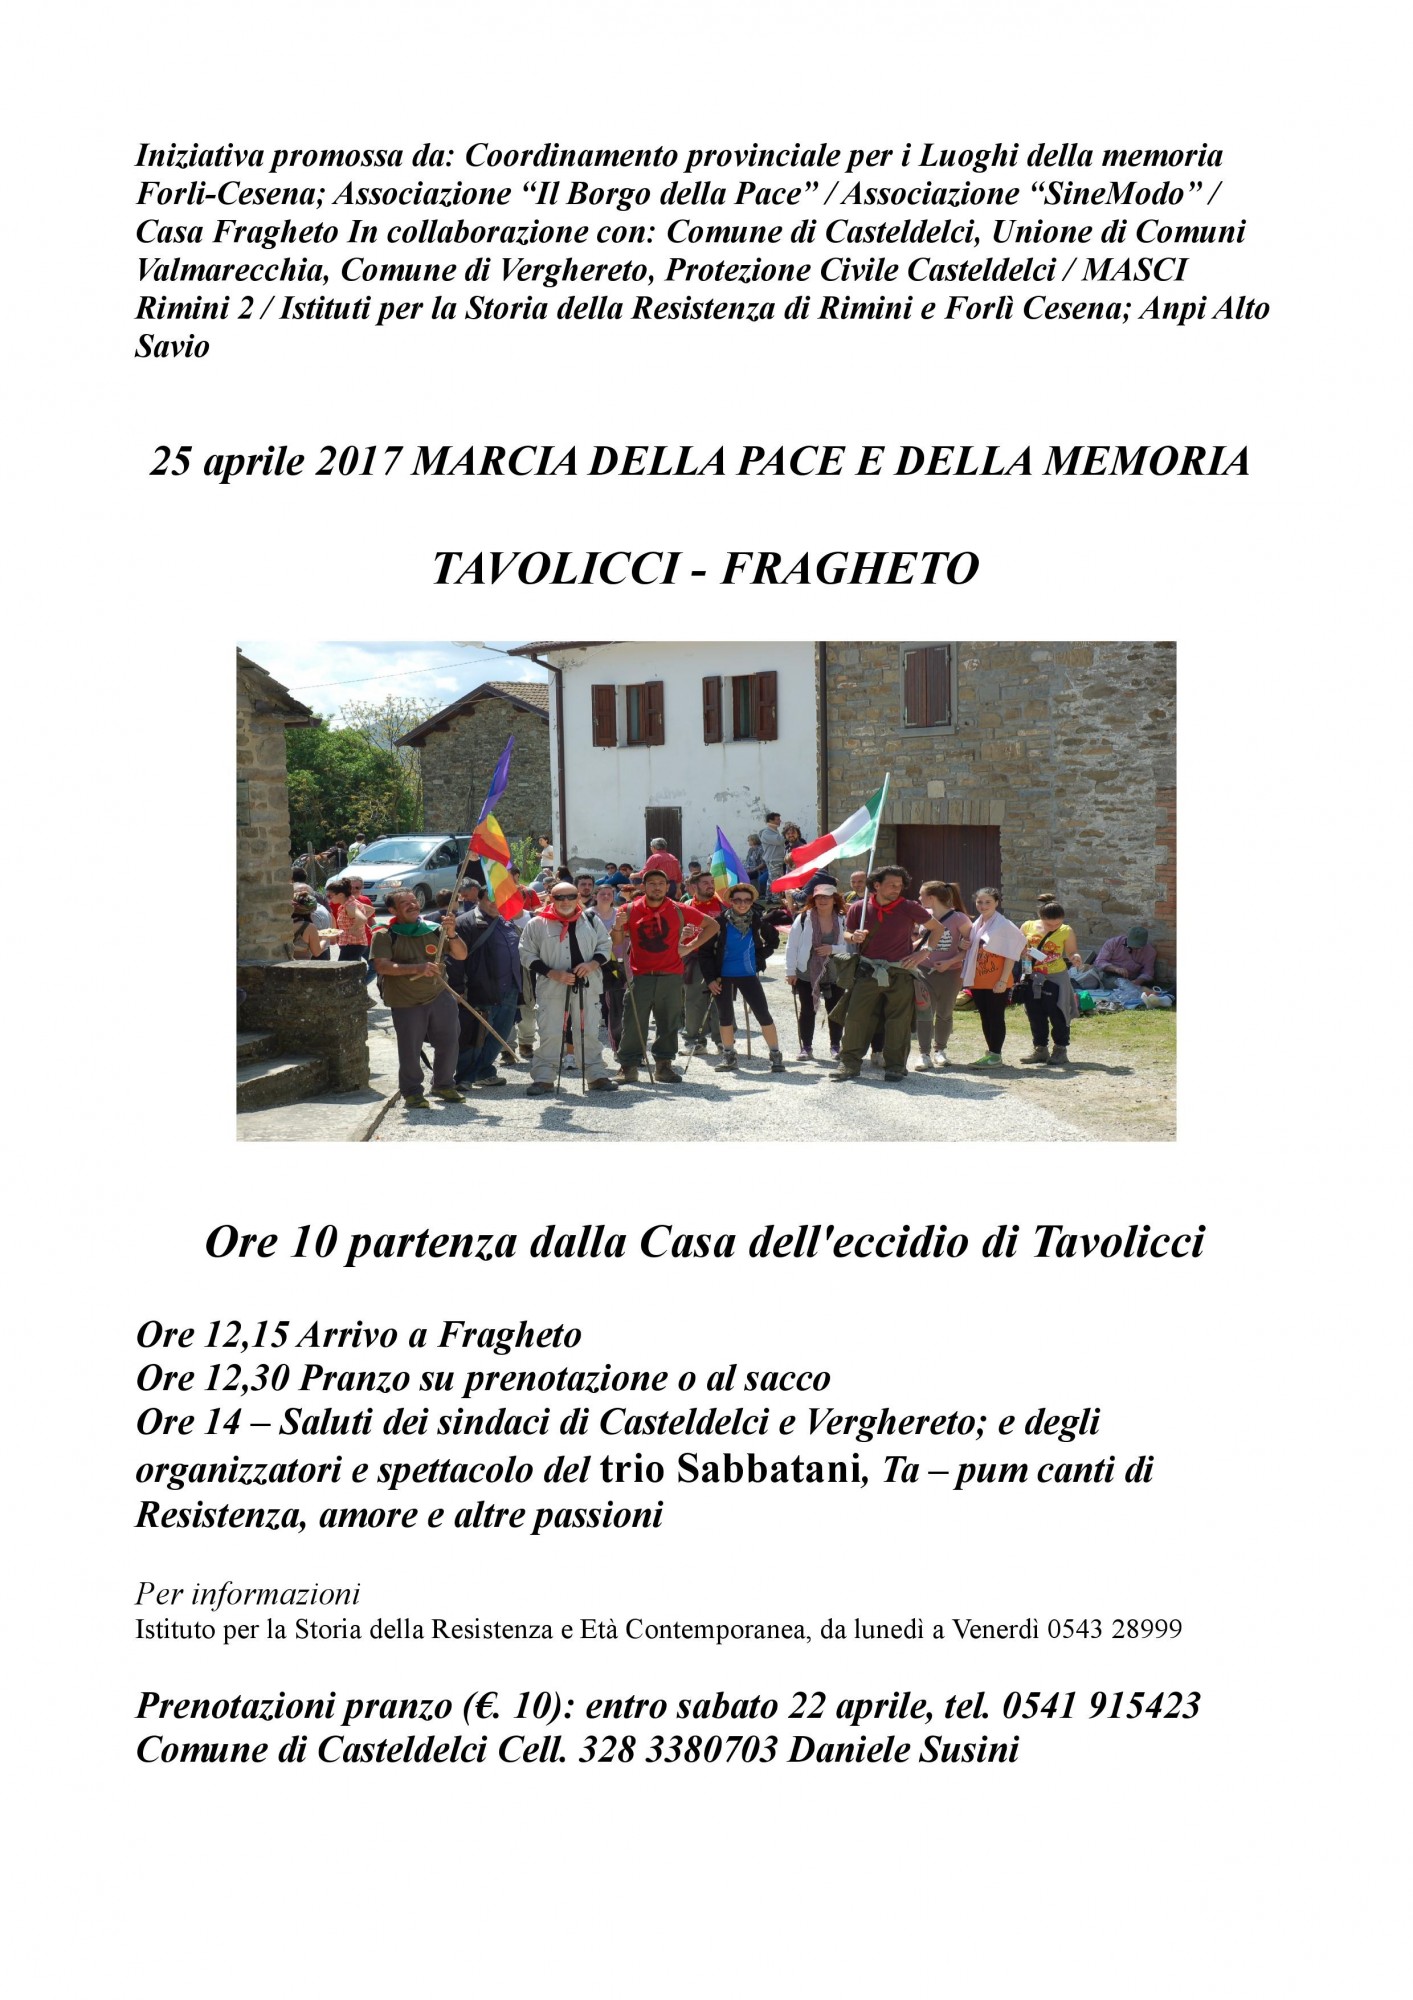 Iniziativa promossa da: Coordinamento provinciale per i Luoghi della memoria
Forlì-Cesena; Associazione “Il Borgo della Pace” / Associazione “SineModo” /
Casa Fragheto In collaborazione con: Comune di Casteldelci, Unione di Comuni
Valmarecchia, Comune di Verghereto, Protezione Civile Casteldelci / MASCI
Rimini 2 / Istituti per la Storia della Resistenza di Rimini e Forlì Cesena; Anpi Alto
Savio
25 aprile 2017 MARCIA DELLA PACE E DELLA MEMORIA
TAVOLICCI - FRAGHETO
Ore 10 partenza dalla Casa dell'eccidio di Tavolicci
Ore 12,15 Arrivo a Fragheto
Ore 12,30 Pranzo su prenotazione o al sacco
Ore 14 – Saluti dei sindaci di Casteldelci e Verghereto; e degli
organizzatori e spettacolo del trio Sabbatani, Ta – pum canti di
Resistenza, amore e altre passioni
Per informazioni
Istituto per la Storia della Resistenza e Età Contemporanea, da lunedì a Venerdì 0543 28999
Prenotazioni pranzo (€. 10): entro sabato 22 aprile, tel. 0541 915423
Comune di Casteldelci Cell. 328 3380703 Daniele Susini